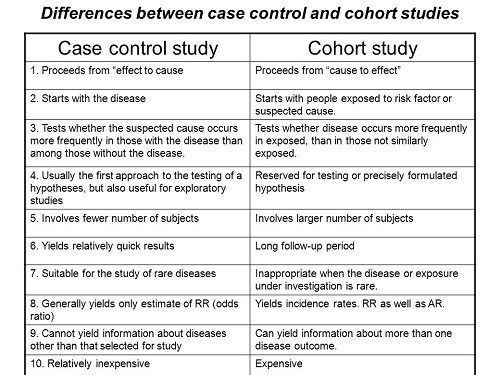 Differences between case control and cohort studies
Case control study
Cohort study
1. Proceeds from “effect to cause
Proceeds from “cause to effect”
2. Starts with the disease
Starts with people exposed to risk factor or
suspected cause.
3. Tests whether the suspected cause occurs
more frequently in those with the disease than
among those without the disease.
Tests whether disease occurs more frequently
in exposed, than in those not similarly
exposed.
4. Usually the first approach to the testing of a
hypotheses, but also useful for exploratory
studies
Reserved for testing or precisely formulated
hypothesis
5. Involves fewer number of subjects
Involves larger number of subjects
6. Yields relatively quick results
Long follow-up period
7. Suitable for the study of rare diseases
Inappropriate when the disease or exposure
under investigation is rare.
8. Generally yields only estimate of RR (odds
ratio)
Yields incidence rates. RR as well as AR.
9. Cannot yield information about diseases
other than that selected for study
Can yield information about more than one
disease outcome.
10. Relatively inexpensive
Expensive